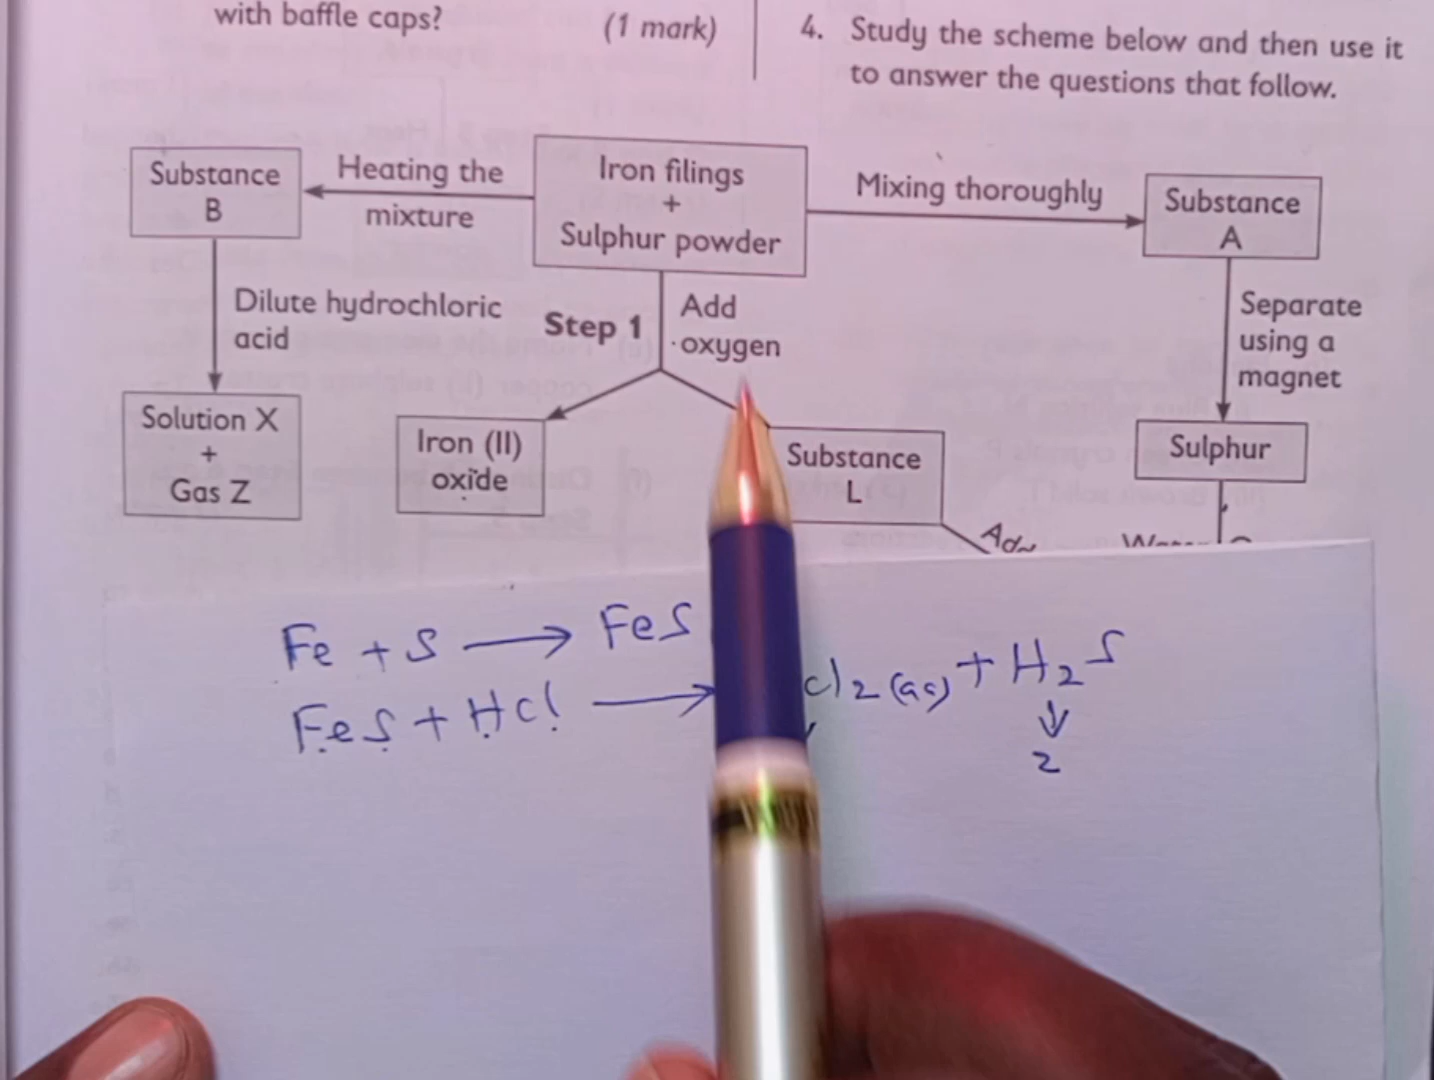 with baffle caps?
(1 mark)
4. Study the scheme below and then use it
to answer the questions that follow.
Substance
B
Heating the
mixture
Iron filings
+
Sulphur powder
Mixing thoroughly
Substance
A
Dilute hydrochloric
acid
Step 1
Add
oxygen
Separate
using a
magnet
Solution X
+
Gas Z
Iron (II)
oxide
Substance
L
Sulphur
Fe + S → FeS
FeS + HCl → Cl2(aq) + H2S
↓
Z